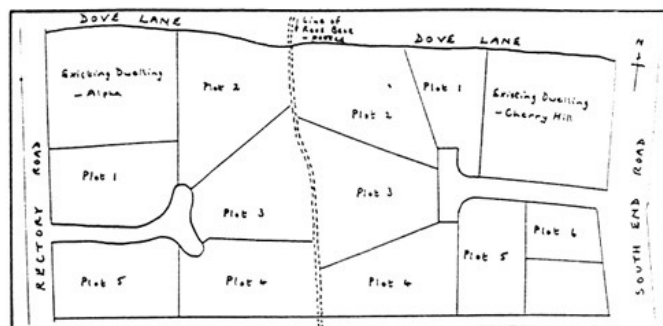 DOVE LANE
Line of
DOVE LANE
N
Existing Dwelling
- Alpha
Plot 2
Plot 1
Existing Dwelling
- Cherry Hill
Plot 2
Plot 1
Plot 3
Plot 3
Plot 6
Plot 5
Plot 5
Plot 4
Plot 4
RECTORY ROAD
SOUTH END ROAD